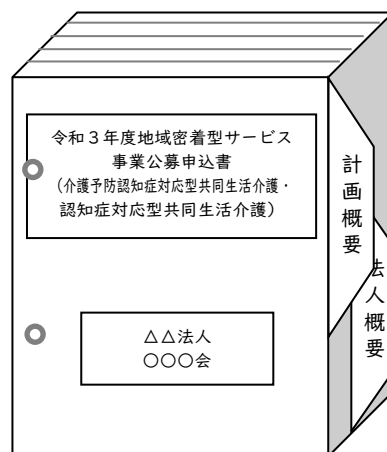 令和３年度地域密着型サービス
事業公募申込書
（介護予防認知症対応型共同生活介護・
認知症対応型共同生活介護）
△△法人
○○○会
計画概要
法人概要